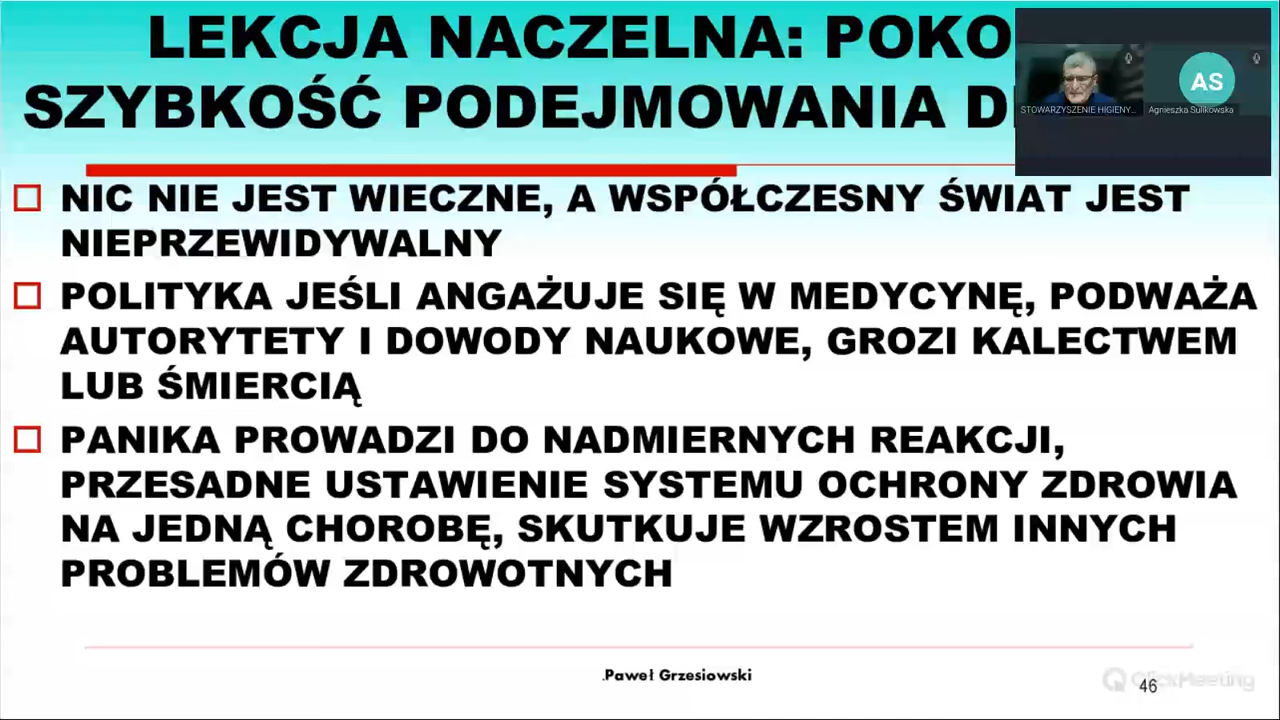 LEKCJA NACZELNA:
SZYBKOŚĆ PODEJMOWANIA
AS
STOWARZYSZENIE HIGIENY...
Agnieszka Sulikowska
NIC NIE JEST WIECZNE, A WSPÓŁCZESNY ŚWIAT JEST
NIEPRZEWIDYWALNY
POLITYKA JEŚLI ANGAŻUJE SIĘ W MEDYCYNĘ, PODWAŻA
AUTORYTETY I DOWODY NAUKOWE, GROZI KALECTWEM
LUB ŚMIERCIĄ
PANIKA PROWADZI DO NADMIERNYCH REAKCJI,
PRZESADNE USTAWIENIE SYSTEMU OCHRONY ZDROWIA
NA JEDNĄ CHOROBĘ, SKUTKUJE WZROSTEM INNYCH
PROBLEMÓW ZDROWOTNYCH
.Paweł Grzesiowski
ClickMeeting
46